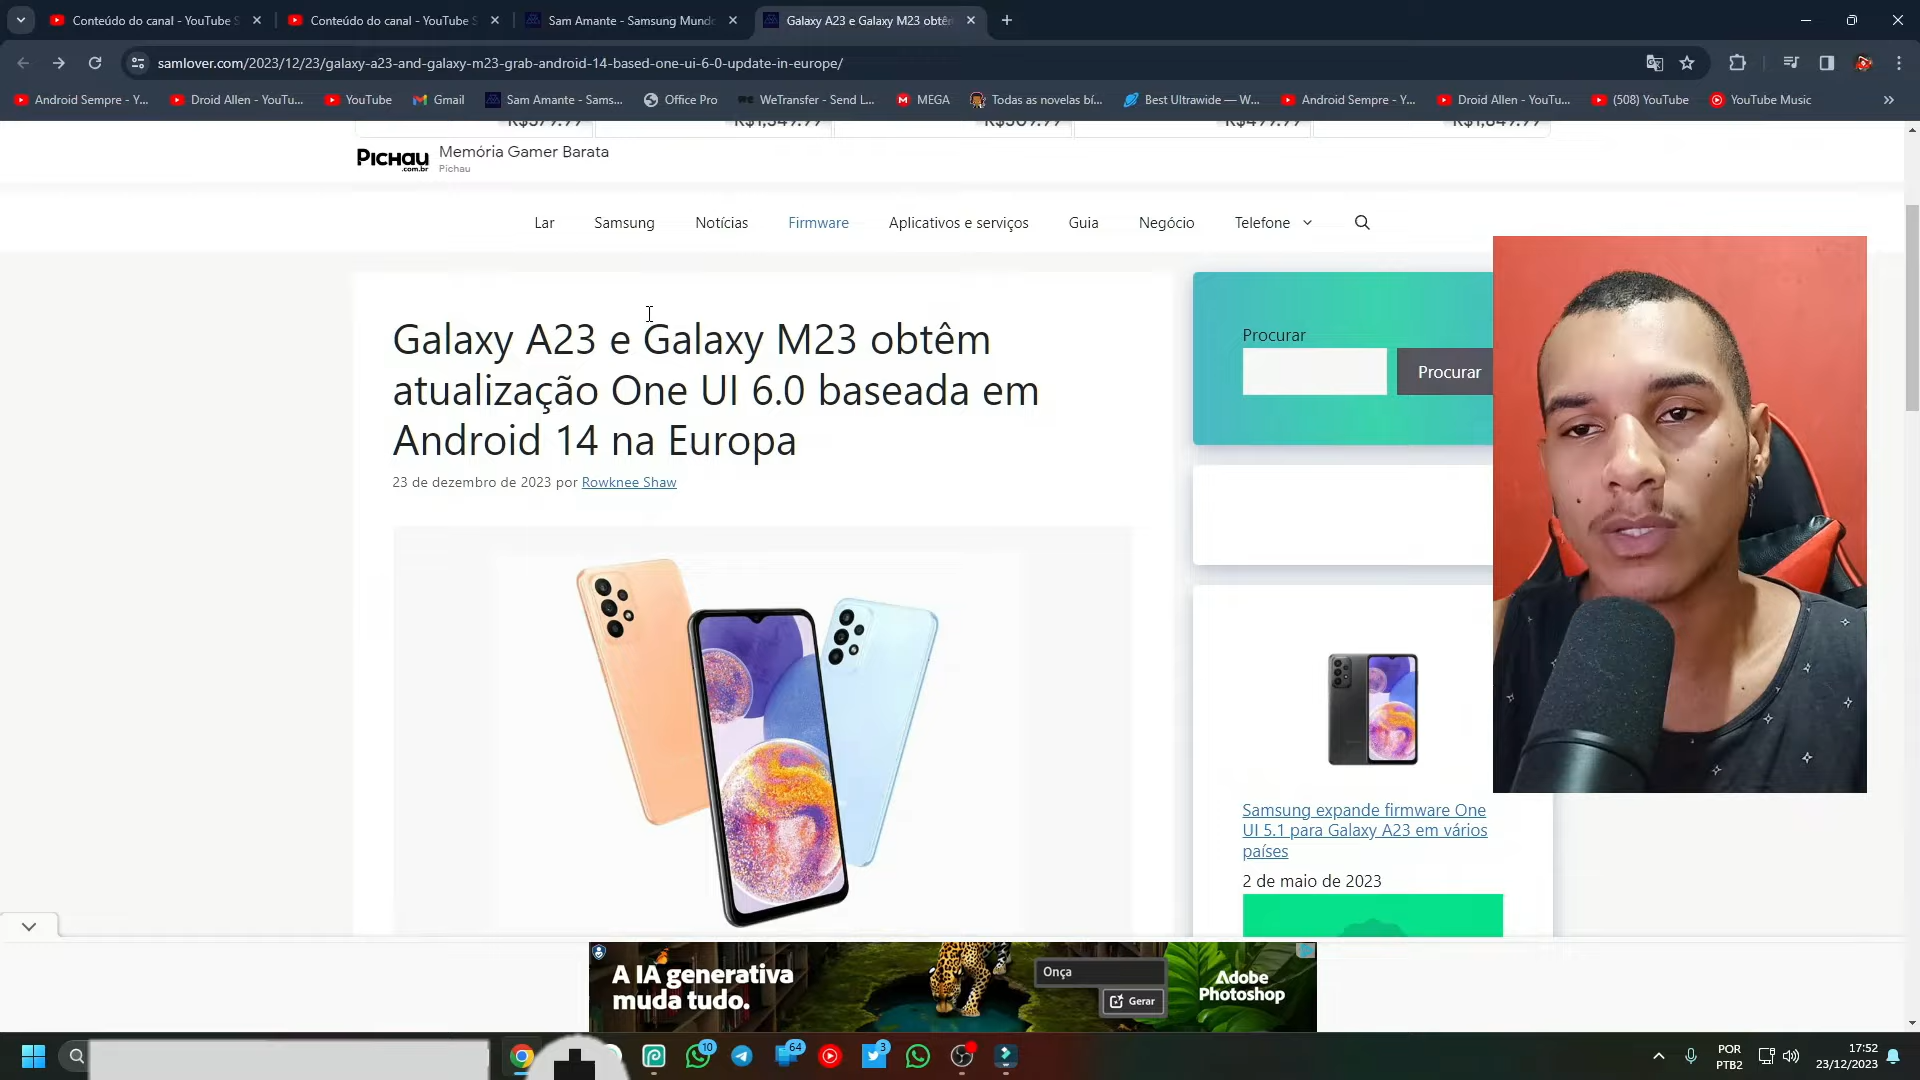 Conteúdo do canal - YouTube S
Conteúdo do canal - YouTube S
Sam Amante - Samsung Mund
Galaxy A23 e Galaxy M23 obtê
samlover.com/2023/12/23/galaxy-a23-and-galaxy-m23-grab-android-14-based-one-ui-6-0-update-in-europe/
Android Sempre - Y...
Droid Allen - YouTu...
YouTube
Gmail
Sam Amante - Sams...
Office Pro
WeTransfer - Send L...
MEGA
Todas as novelas bí...
Best Ultrawide — W...
Android Sempre - Y...
Droid Allen - YouTu...
(508) YouTube
YouTube Music
PICHAU
.com.br
Memória Gamer Barata
Pichau
Lar
Samsung
Notícias
Firmware
Aplicativos e serviços
Guia
Negócio
Telefone
Galaxy A23 e Galaxy M23 obtêm
atualização One UI 6.0 baseada em
Android 14 na Europa
23 de dezembro de 2023 por Rowknee Shaw
Procurar
Procurar
Samsung expande firmware One
UI 5.1 para Galaxy A23 em vários
países
2 de maio de 2023
A IA generativa
muda tudo.
Onça
Gerar
Adobe
Photoshop
10
64
3
POR
PTB2
17:52
23/12/2023